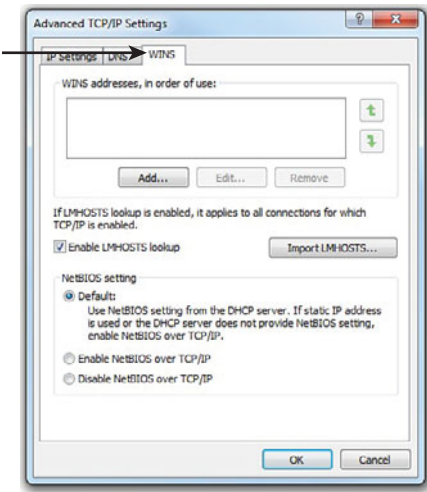 Advanced TCP/IP Settings
IP Settings DNS WINS
WINS addresses, in order of use:
Add... Edit... Remove
If LMHOSTS lookup is enabled, it applies to all connections for which
TCP/IP is enabled.
Enable LMHOSTS lookup Import LMHOSTS...
NetBIOS setting
Default:
Use NetBIOS setting from the DHCP server. If static IP address
is used or the DHCP server does not provide NetBIOS setting,
enable NetBIOS over TCP/IP.
Enable NetBIOS over TCP/IP
Disable NetBIOS over TCP/IP
OK Cancel